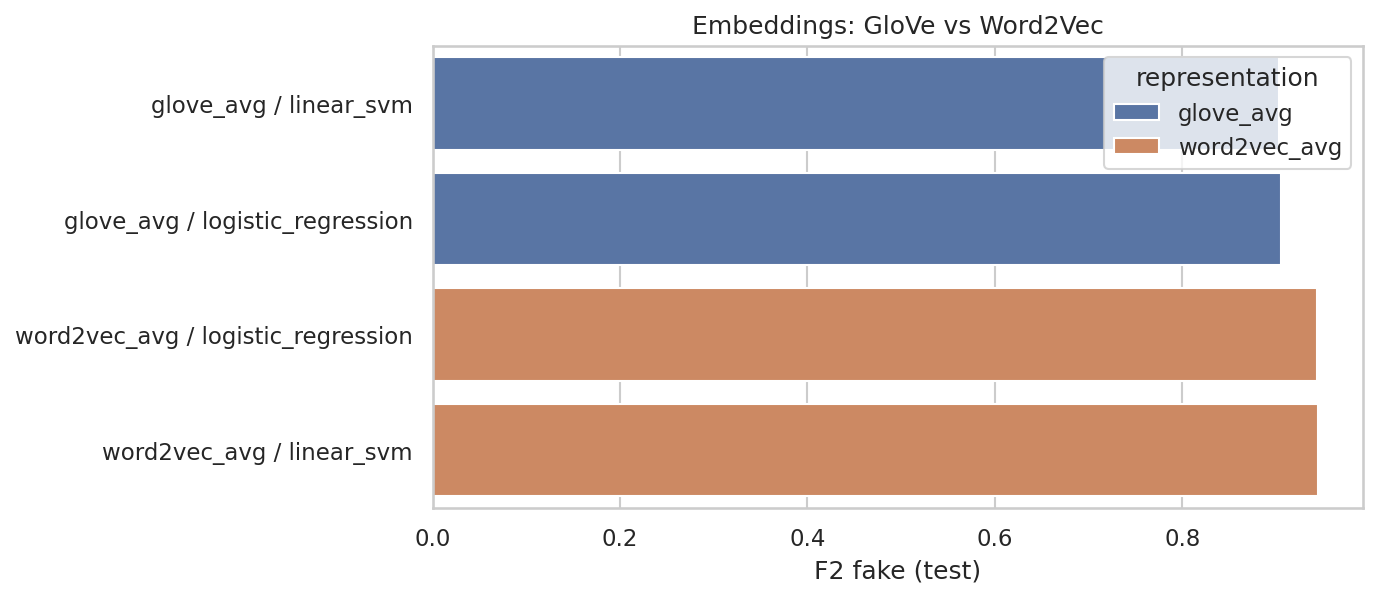 Embeddings: GloVe vs Word2Vec
representation
glove_avg
word2vec_avg
glove_avg / linear_svm
glove_avg / logistic_regression
word2vec_avg / logistic_regression
word2vec_avg / linear_svm
0.0 0.2 0.4 0.6 0.8
F2 fake (test)